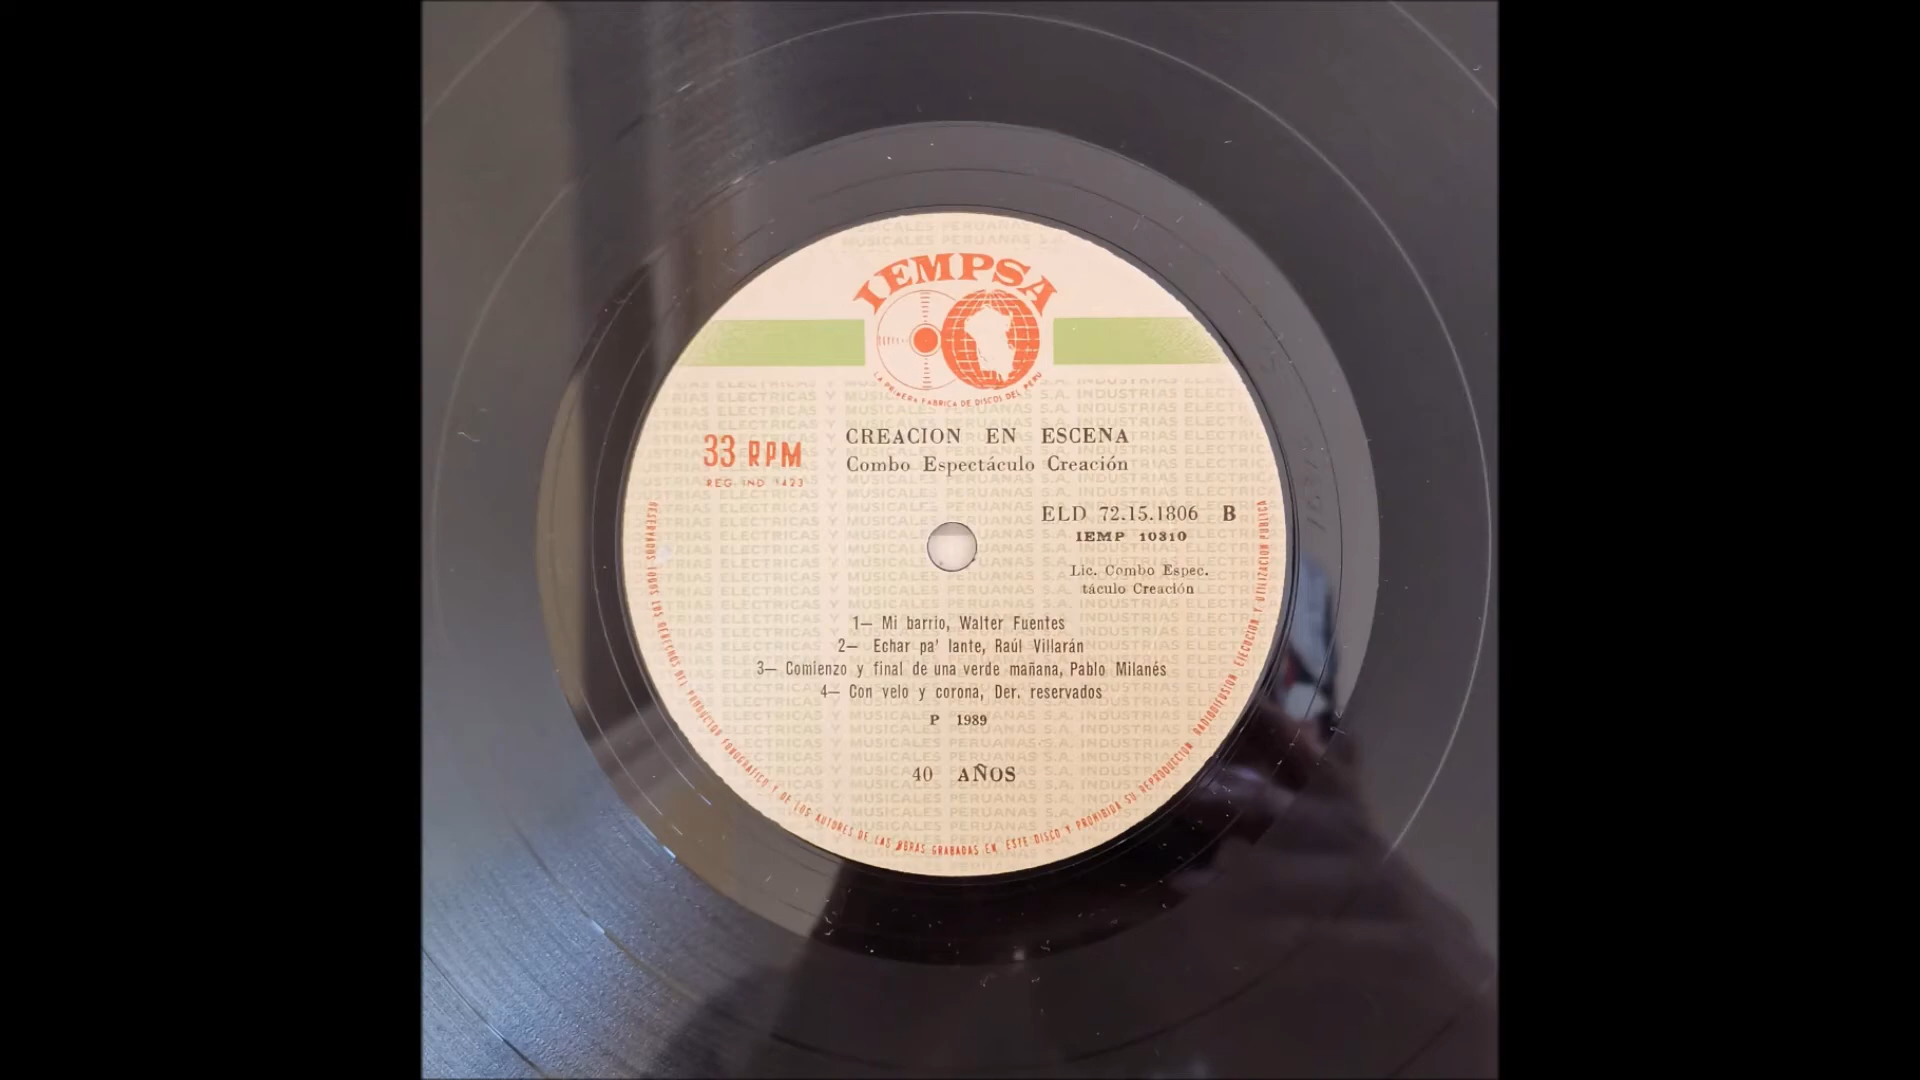 IEMPSA
LA PRIMERA FABRICA DE DISCOS DEL PERU
33 RPM
REG. IND. 1423
CREACION EN ESCENA
Combo Espectáculo Creación
ELD 72.15.1806 B
IEMP 10310
Lic. Combo Espec.
táculo Creación
1— Mi barrio, Walter Fuentes
2— Echar pa' lante, Raúl Villarán
3— Comienzo y final de una verde mañana, Pablo Milanés
4— Con velo y corona, Der. reservados
P 1989
40 AÑOS
RESERVADOS TODOS LOS DERECHOS DEL PRODUCTOR FONOGRAFICO Y DE LOS AUTORES DE LAS OBRAS GRABADAS EN ESTE DISCO Y PROHIBIDA SU REPRODUCCION RADIODIFUSION EJECUCION Y UTILIZACION PUBLICA
INDUSTRIAS ELECTRICAS Y MUSICALES PERUANAS S.A.